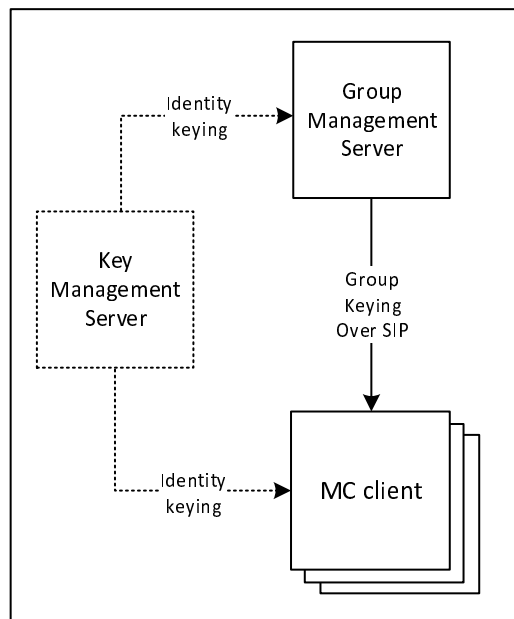 Identity
keying
Group
Management
Server
Key
Management
Server
Group
Keying
Over SIP
Identity
keying
MC client